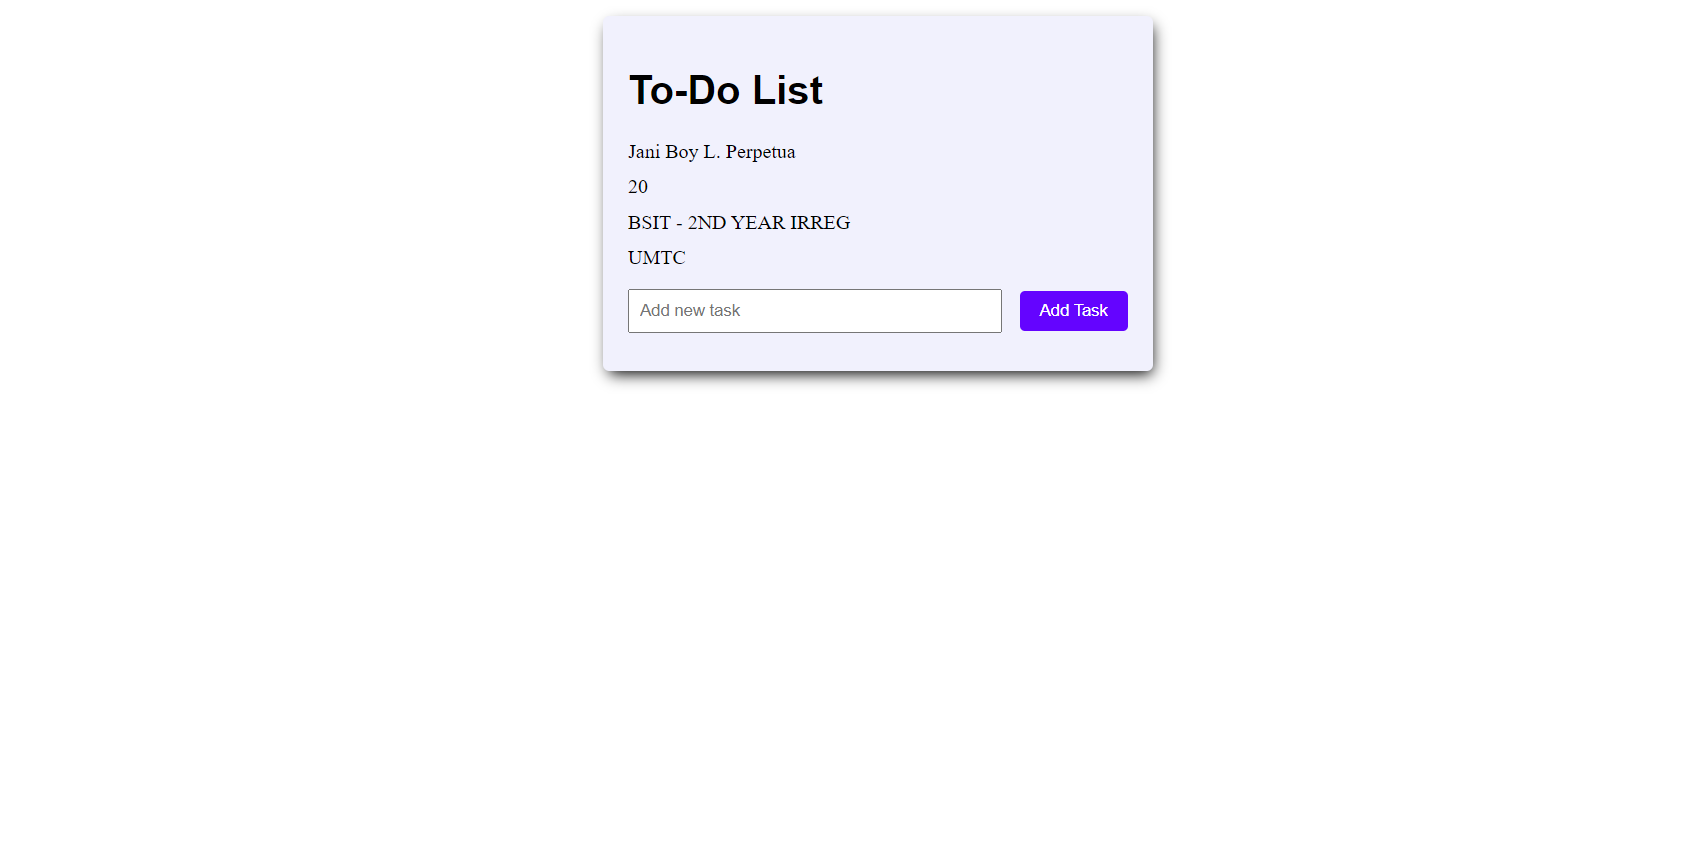 To-Do List
Jani Boy L. Perpetua
20
BSIT - 2ND YEAR IRREG
UMTC
Add new task
Add Task